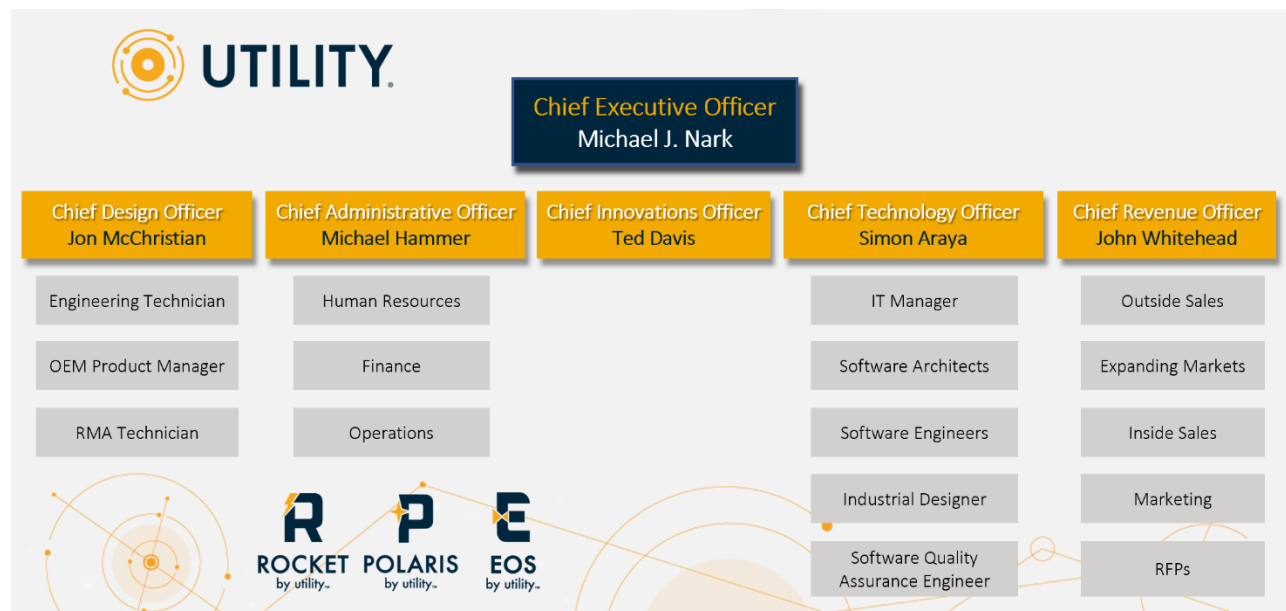 UTILITY.
Chief Executive Officer
Michael J. Nark
Chief Design Officer
Jon McChristian
Engineering Technician
OEM Product Manager
RMA Technician
Chief Administrative Officer
Michael Hammer
Human Resources
Finance
Operations
Chief Innovations Officer
Ted Davis
Chief Technology Officer
Simon Araya
IT Manager
Software Architects
Software Engineers
Industrial Designer
Software Quality
Assurance Engineer
Chief Revenue Officer
John Whitehead
Outside Sales
Expanding Markets
Inside Sales
Marketing
RFPs
R
ROCKET
by utility™
P
POLARIS
by utility™
E
EOS
by utility™